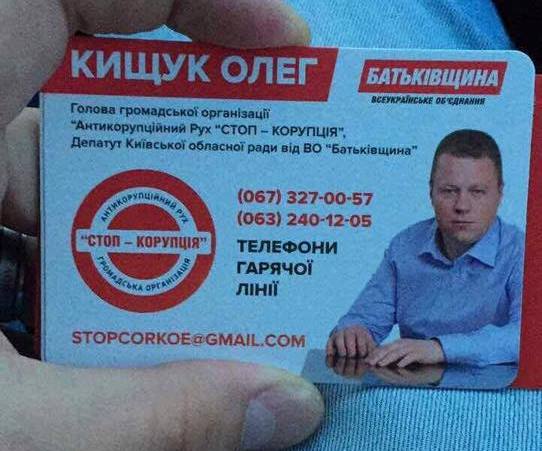 КИЩУК ОЛЕГ
БАТЬКІВЩИНА
ВСЕУКРАЇНСЬКЕ ОБ'ЄДНАННЯ
Голова громадської організації
"Антикорупційний Рух "СТОП – КОРУПЦІЯ",
Депутат Київської обласної ради від ВО "Батьківщина"
АНТИКОРУПЦІЙНИЙ РУХ
"СТОП – КОРУПЦІЯ"
ГРОМАДСЬКА ОРГАНІЗАЦІЯ
(067) 327-00-57
(063) 240-12-05
ТЕЛЕФОНИ
ГАРЯЧОЇ
ЛІНІЇ
STOPCORKOE@GMAIL.COM